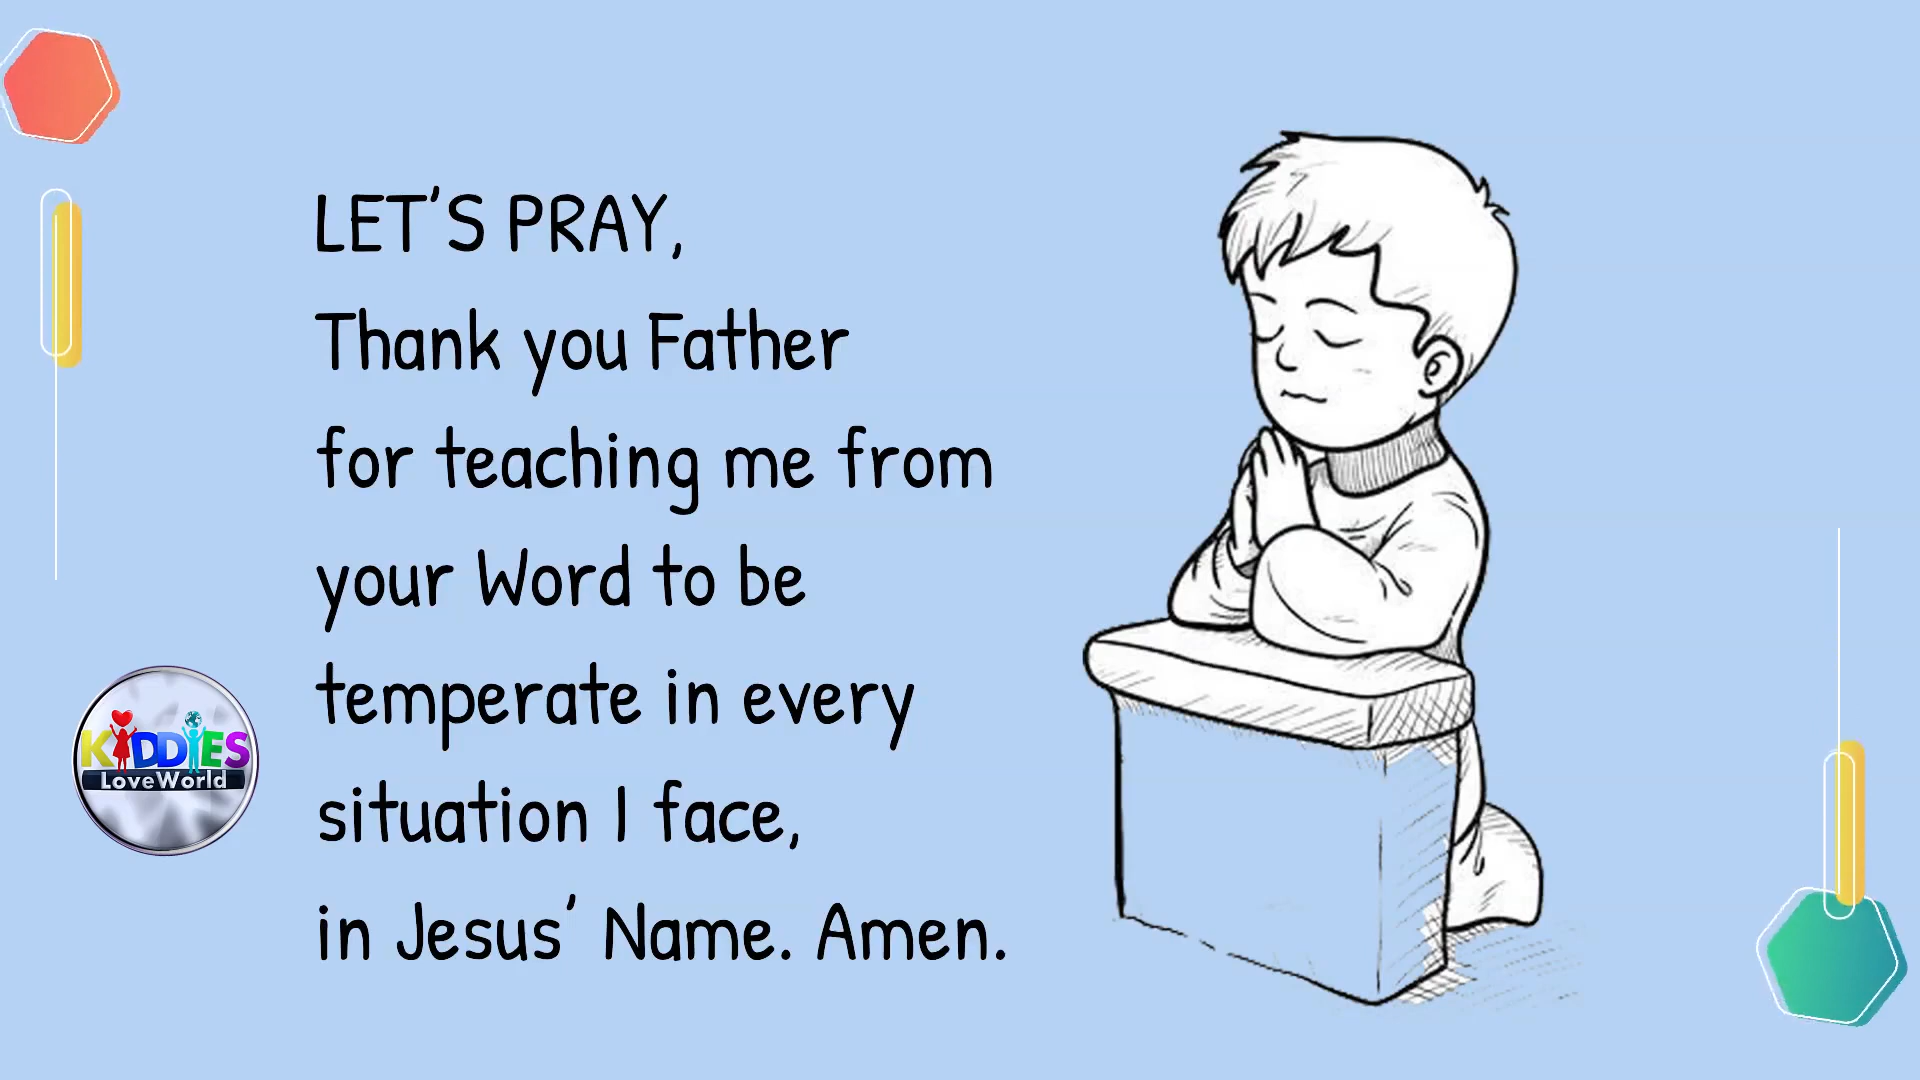 LET'S PRAY,
Thank you Father
for teaching me from
your Word to be
temperate in every
situation I face,
in Jesus' Name. Amen.
KIDDIES
LoveWorld